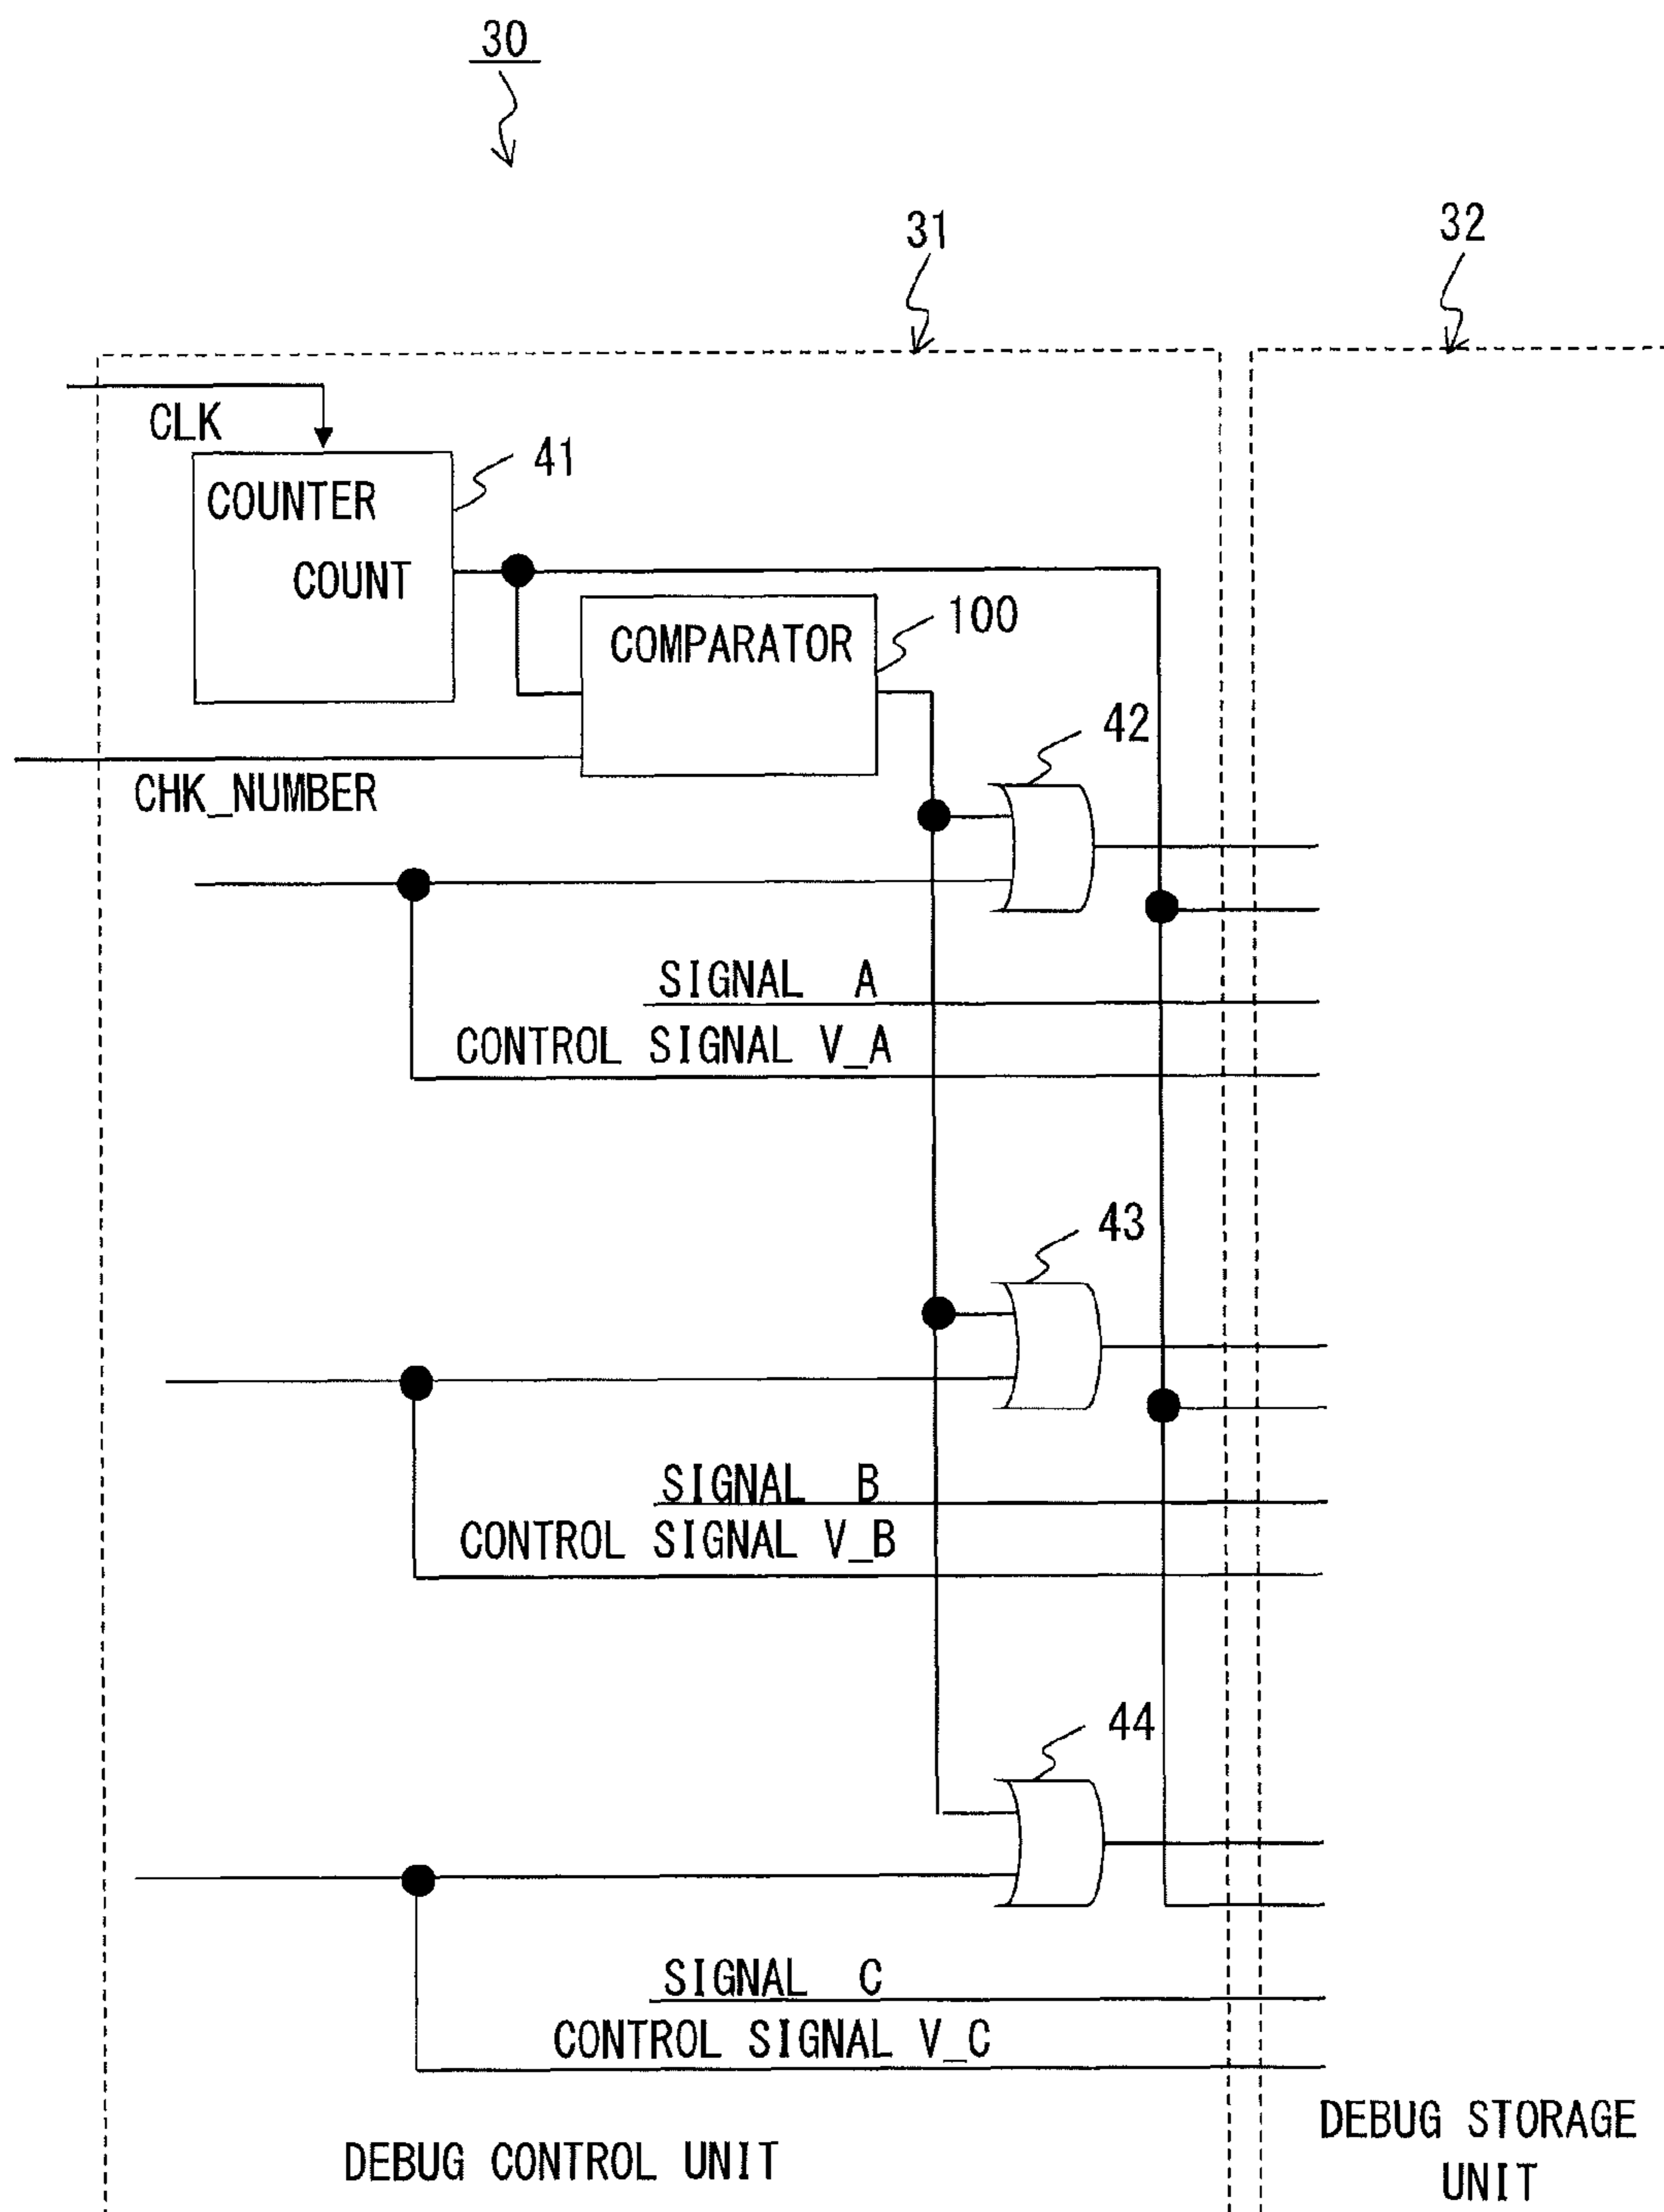 30
31
32
CLK
41
COUNTER
COUNT
100
COMPARATOR
42
CHK_NUMBER
SIGNAL A
CONTROL SIGNAL V_A
43
SIGNAL B
CONTROL SIGNAL V_B
44
SIGNAL C
CONTROL SIGNAL V_C
DEBUG CONTROL UNIT
DEBUG STORAGE
UNIT